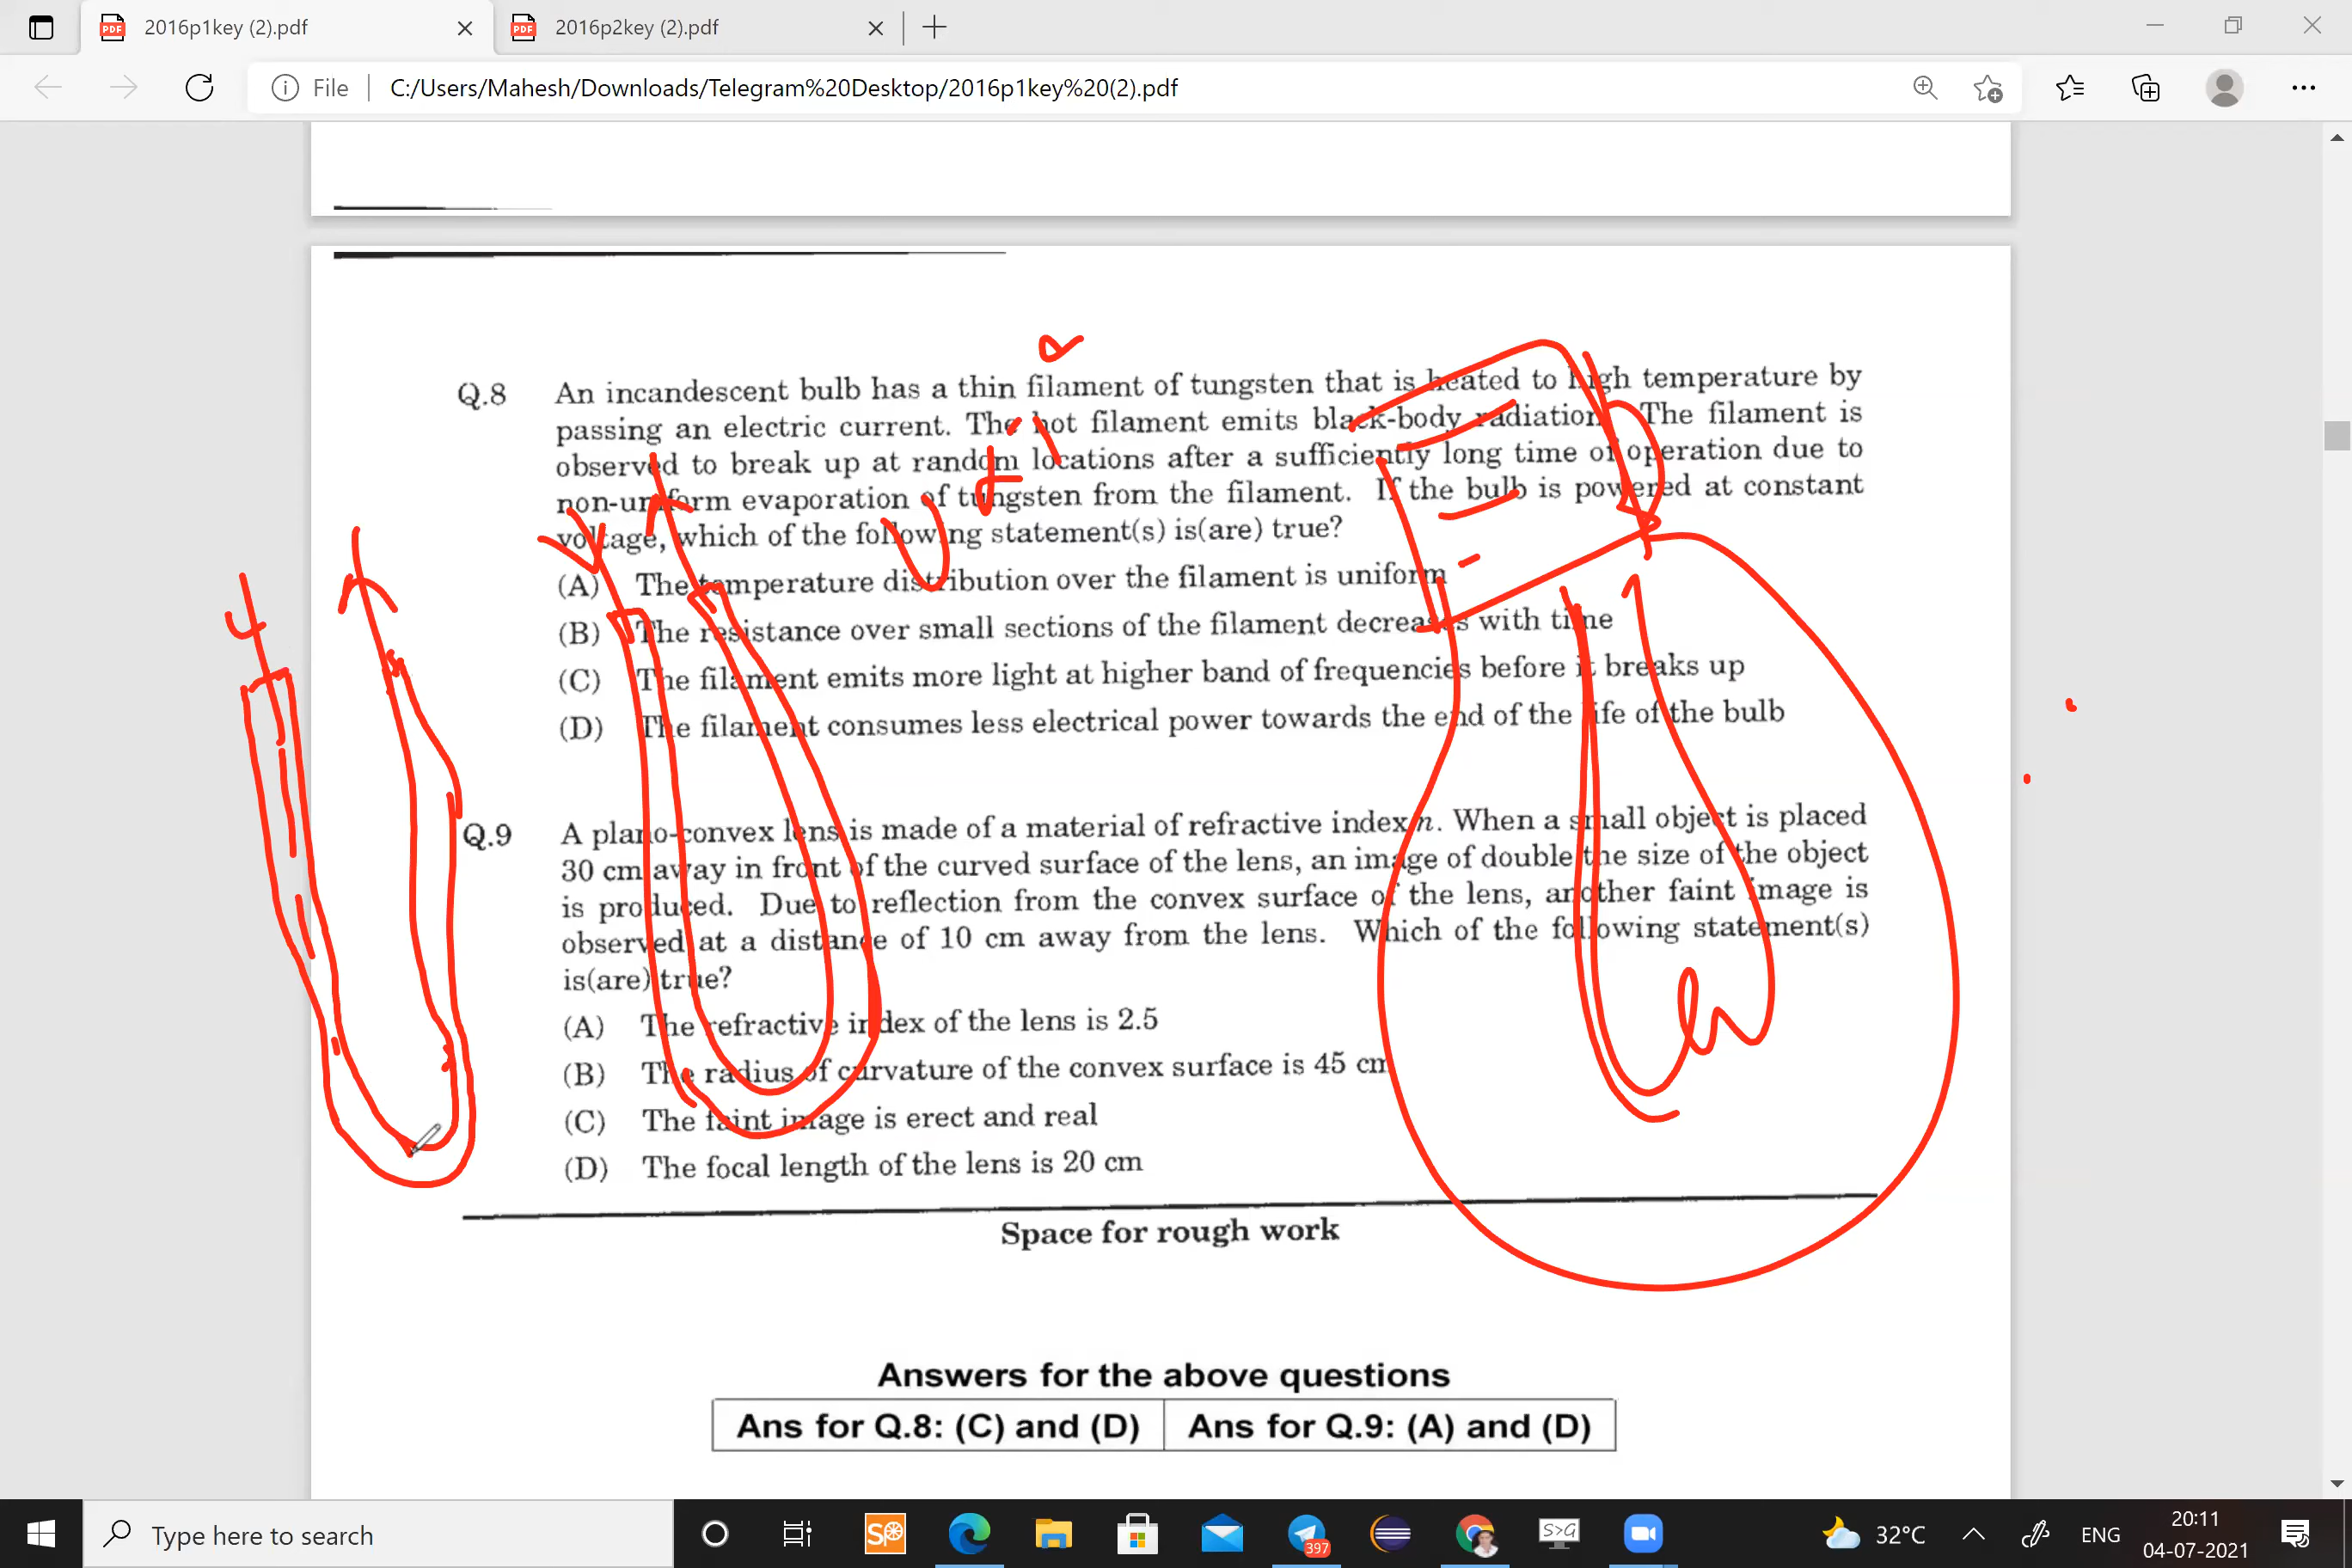 2016p1key (2).pdf
2016p2key (2).pdf
File
C:/Users/Mahesh/Downloads/Telegram%20Desktop/2016p1key%20(2).pdf
Q.8 An incandescent bulb has a thin filament of tungsten that is heated to high temperature by
passing an electric current. The hot filament emits black-body radiation. The filament is
observed to break up at random locations after a sufficiently long time of operation due to
non-uniform evaporation of tungsten from the filament. If the bulb is powered at constant
voltage, which of the following statement(s) is(are) true?
(A) The temperature distribution over the filament is uniform
(B) The resistance over small sections of the filament decreases with time
(C) The filament emits more light at higher band of frequencies before it breaks up
(D) The filament consumes less electrical power towards the end of the life of the bulb
Q.9 A plano-convex lens is made of a material of refractive index n. When a small object is placed
30 cm away in front of the curved surface of the lens, an image of double the size of the object
is produced. Due to reflection from the convex surface of the lens, another faint image is
observed at a distance of 10 cm away from the lens. Which of the following statement(s)
is(are) true?
(A) The refractive index of the lens is 2.5
(B) The radius of curvature of the convex surface is 45 cm
(C) The faint image is erect and real
(D) The focal length of the lens is 20 cm
Space for rough work
Answers for the above questions
Ans for Q.8: (C) and (D) Ans for Q.9: (A) and (D)
Type here to search
397
S>G
32°C
ENG
20:11
04-07-2021